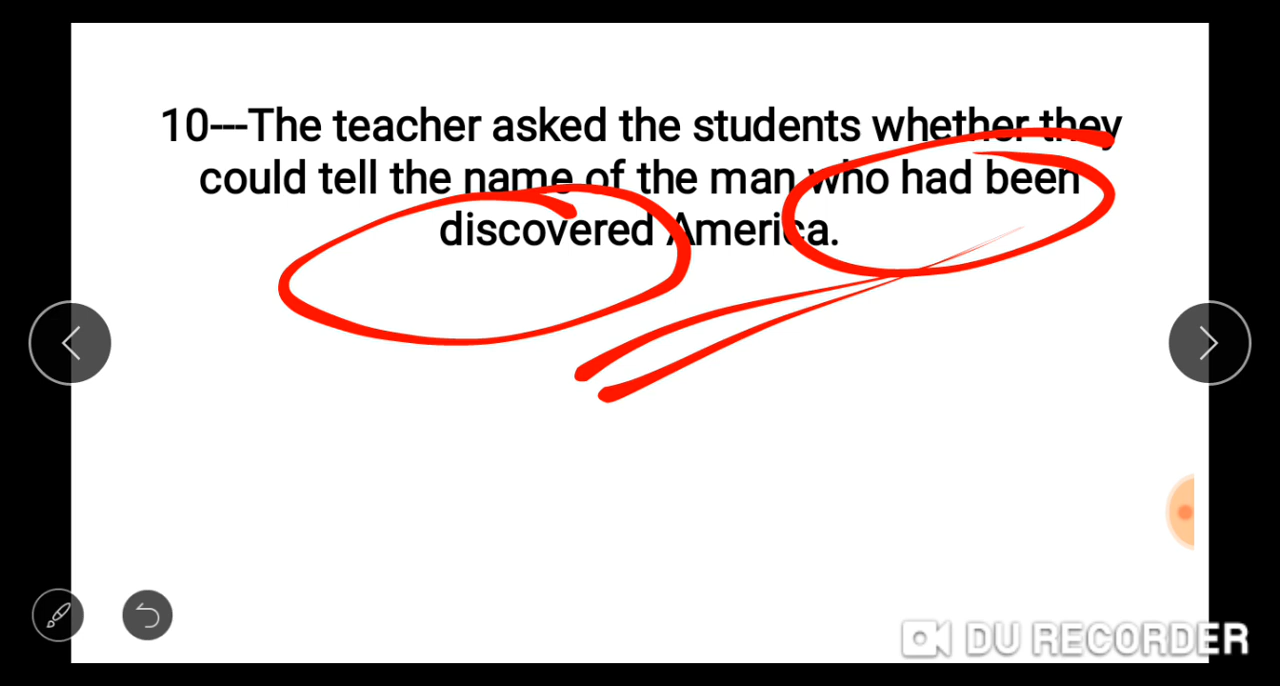 10---The teacher asked the students whether they
could tell the name of the man who had been
discovered America.
DU RECORDER